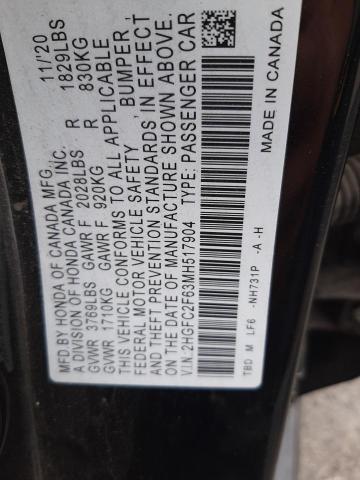 MFD BY HONDA OF CANADA MFG. 11/'20
A DIVISION OF HONDA CANADA INC.
GVWR 3769LBS GAWR F 2028LBS R 1829LBS
GVWR 1710KG GAWR F 920KG R 830KG
THIS VEHICLE CONFORMS TO ALL APPLICABLE
FEDERAL MOTOR VEHICLE SAFETY, BUMPER,
AND THEFT PREVENTION STANDARDS IN EFFECT
ON THE DATE OF MANUFACTURE SHOWN ABOVE.
V.I.N: 2HGFC2F63MH517904 TYPE: PASSENGER CAR
TBD M LF6 -NH731P -A -H
MADE IN CANADA